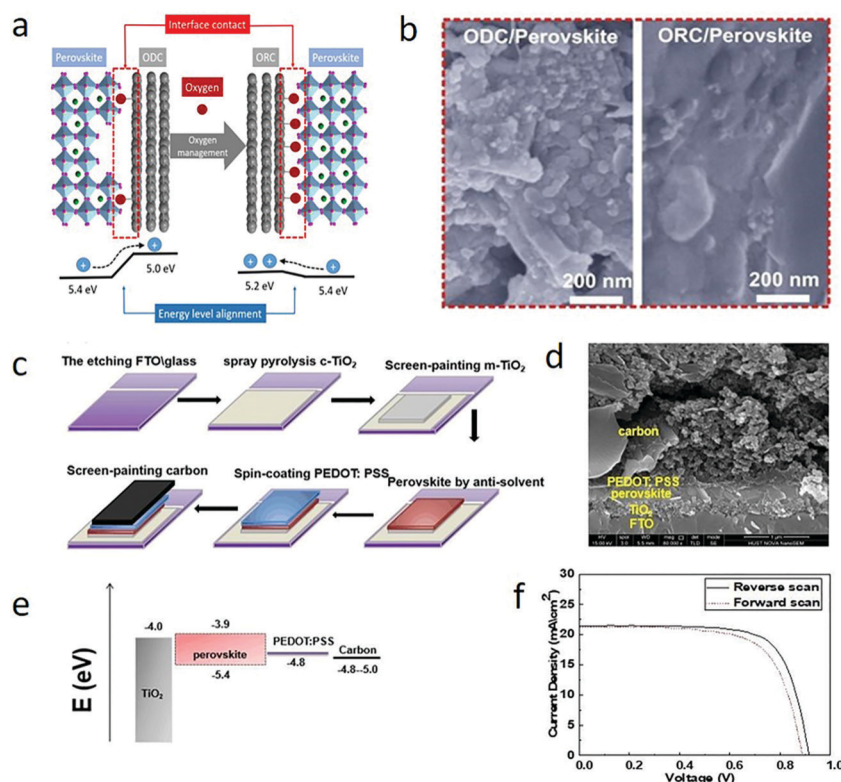 a
Interface contact
Perovskite
ODC
ORC
Perovskite
Oxygen
Oxygen
management
5.4 eV
5.0 eV
5.2 eV
5.4 eV
Energy level alignment
b
ODC/Perovskite
ORC/Perovskite
200 nm
200 nm
c
The etching FTO\glass
spray pyrolysis c-TiO₂
Screen-painting m-TiO₂
Screen-painting carbon
Spin-coating PEDOT: PSS
Perovskite by anti-solvent
d
carbon
PEDOT: PSS
perovskite
TiO₂
FTO
HUST NOVA NanoSEM
e
E (eV)
-4.0
-3.9
TiO₂
perovskite
-5.4
PEDOT:PSS
-4.8
Carbon
-4.8--5.0
f
Current Density (mA\cm²)
30
25
20
15
10
5
0
Reverse scan
Forward scan
0.0
0.2
0.4
0.6
0.8
1.0
Voltage (V)